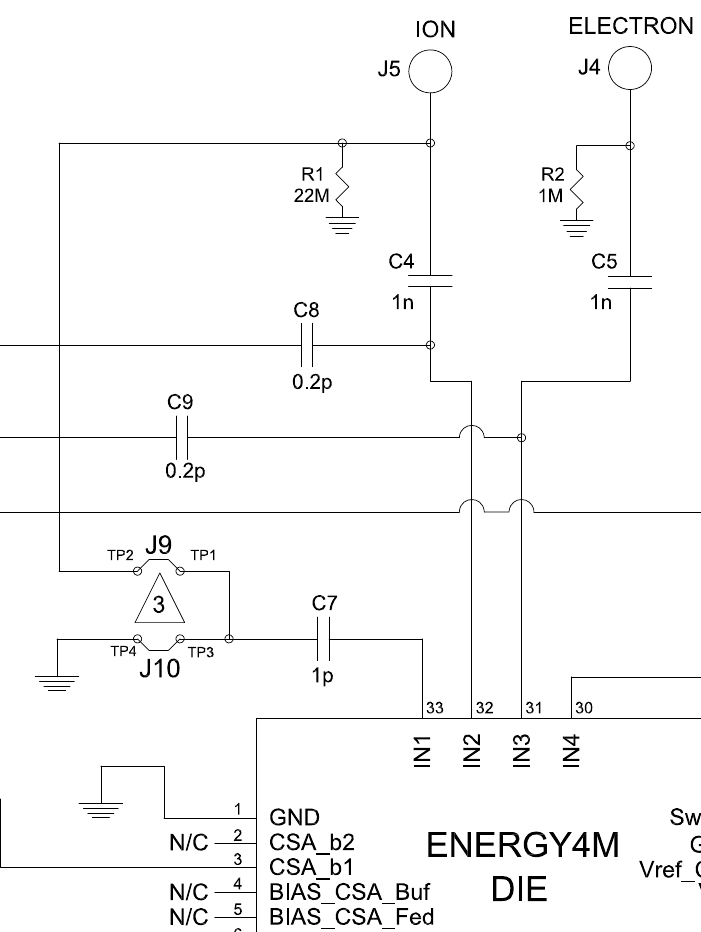 ION
ELECTRON
J5
J4
R1
22M
R2
1M
C4
1n
C5
1n
C8
0.2p
C9
0.2p
J9
TP2
TP1
3
TP4
TP3
J10
C7
1p
33
32
31
30
IN1
IN2
IN3
IN4
1
GND
N/C
2
CSA_b2
3
CSA_b1
N/C
4
BIAS_CSA_Buf
N/C
5
BIAS_CSA_Fed
ENERGY4M
DIE
Sw
Vref_